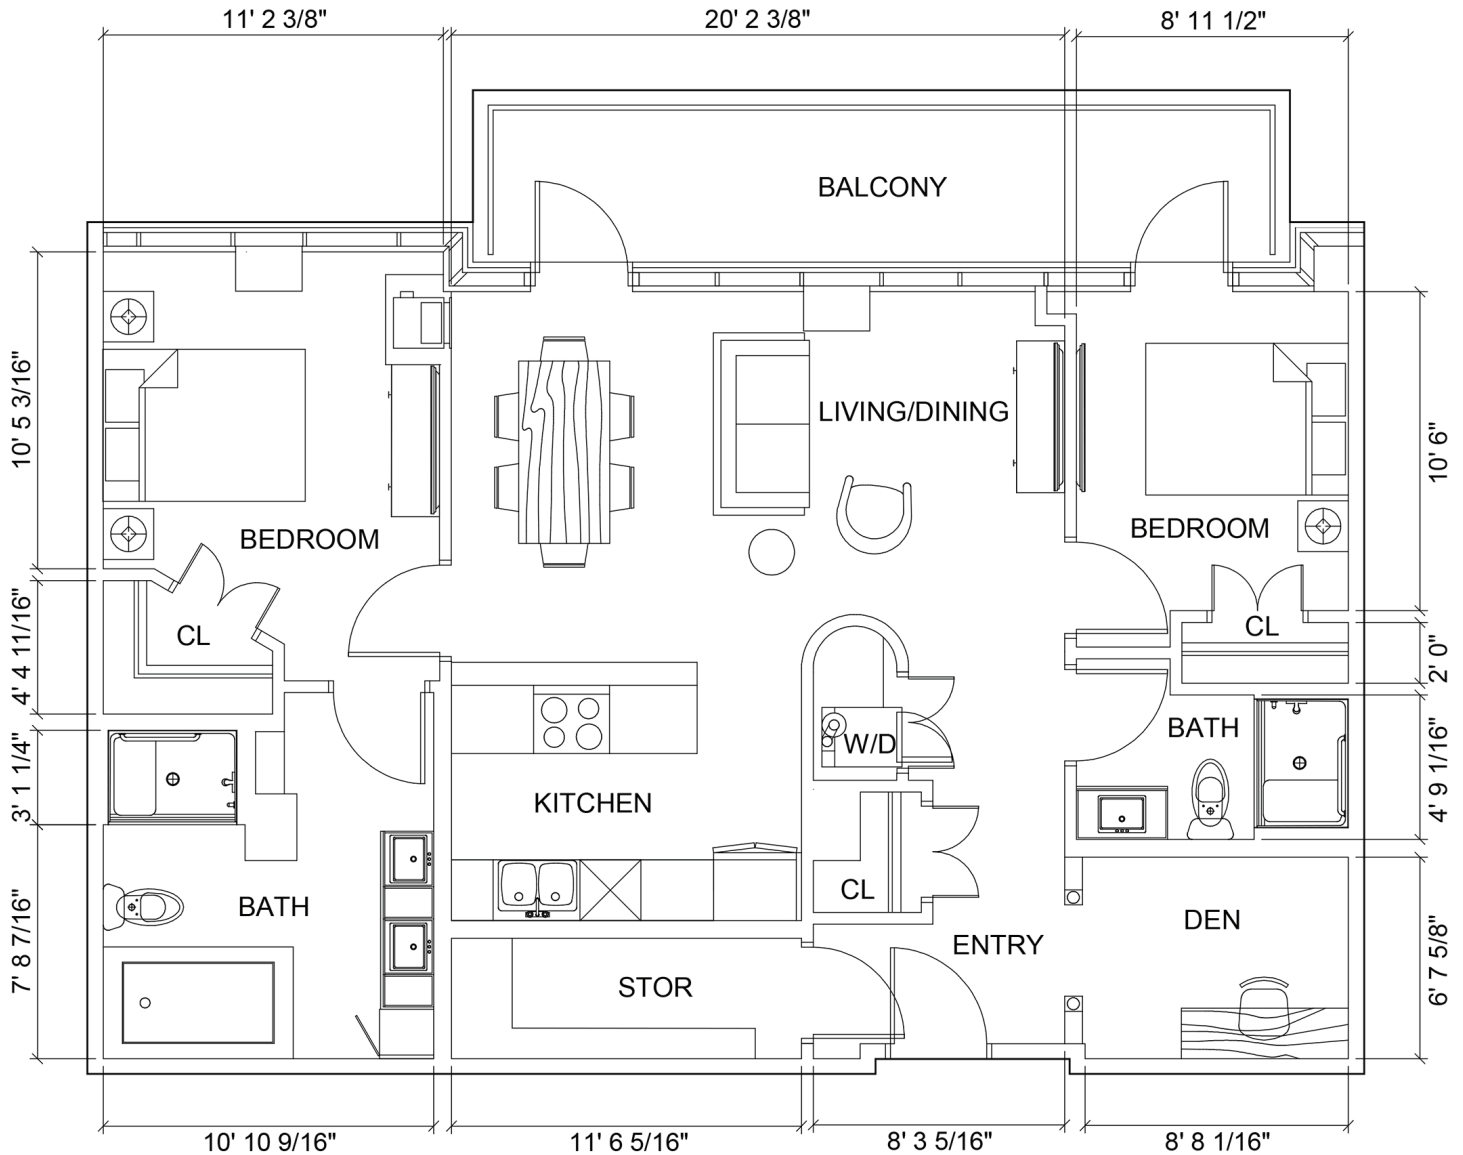 11' 2 3/8"
20' 2 3/8"
8' 11 1/2"
BALCONY
10' 5 3/16"
LIVING/DINING
10' 6"
BEDROOM
BEDROOM
4' 4 11/16"
CL
CL
2' 0"
3' 1 1/4"
W/D
BATH
4' 9 1/16"
KITCHEN
CL
7' 8 7/16"
BATH
DEN
ENTRY
6' 7 5/8"
STOR
10' 10 9/16"
11' 6 5/16"
8' 3 5/16"
8' 8 1/16"